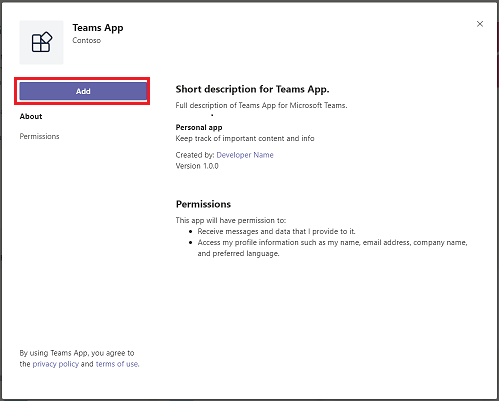 Teams App
Contoso
Add
About
Permissions
Short description for Teams App.
Full description of Teams App for Microsoft Teams.
Personal app
Keep track of important content and info
Created by: Developer Name
Version 1.0.0
Permissions
This app will have permission to:
• Receive messages and data that I provide to it.
• Access my profile information such as my name, email address, company name,
and preferred language.
By using Teams App, you agree to
the privacy policy and terms of use.